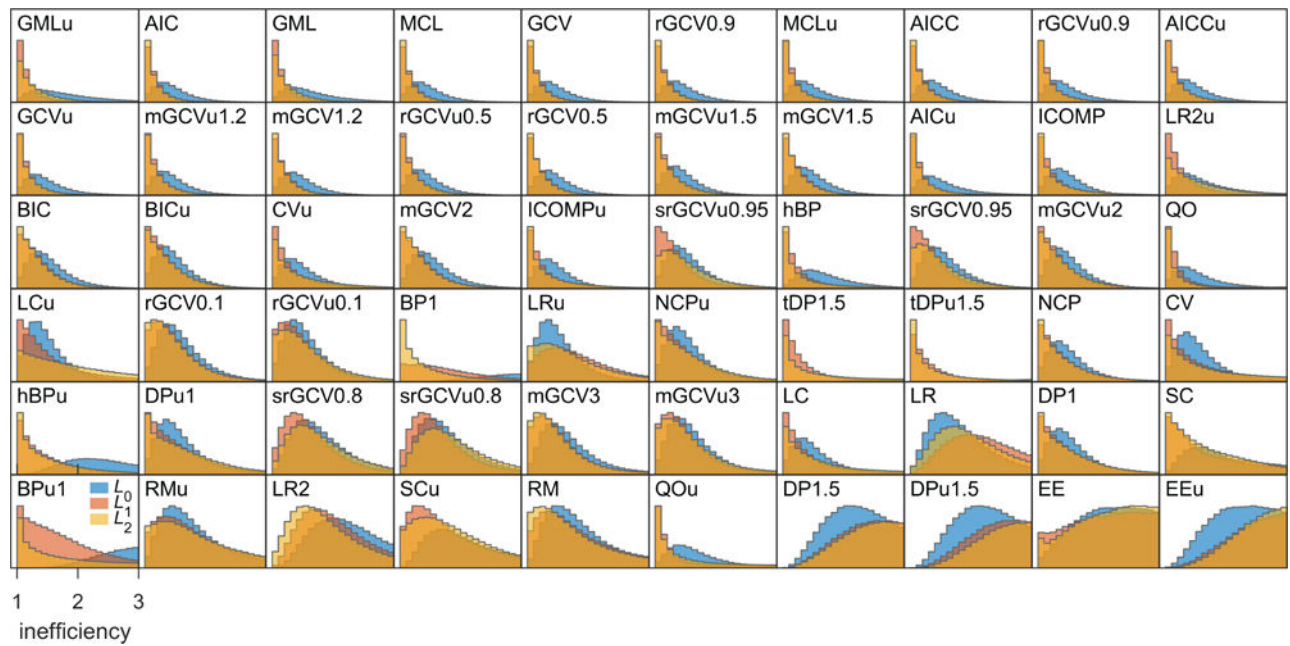 GMLu AIC GML MCL GCV rGCV0.9 MCLu AICC rGCVu0.9 AICCu
GCVu mGCVu1.2 mGCV1.2 rGCVu0.5 rGCV0.5 mGCVu1.5 mGCV1.5 AICu ICOMP LR2u
BIC BICu CVu mGCV2 ICOMPu srGCVu0.95 hBP srGCV0.95 mGCVu2 QO
LCu rGCV0.1 rGCVu0.1 BP1 LRu NCPu tDP1.5 tDPu1.5 NCP CV
hBPu DPu1 srGCV0.8 srGCVu0.8 mGCV3 mGCVu3 LC LR DP1 SC
BPu1 RMu LR2 SCu RM QOu DP1.5 DPu1.5 EE EEu
L0
L1
L2
1 2 3
inefficiency